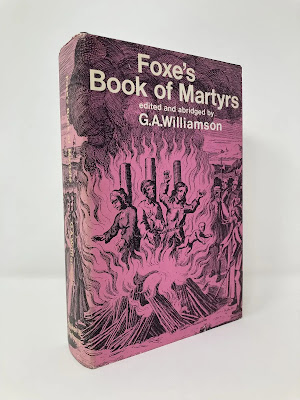 Foxe's
Book of Martyrs
edited and abridged by
G.A.Williamson